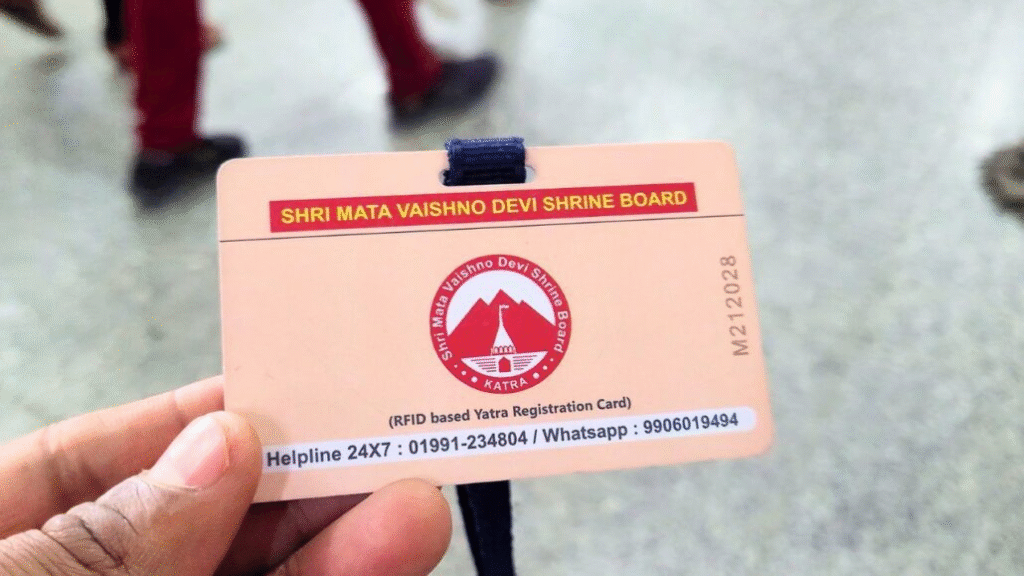 SHRI MATA VAISHNO DEVI SHRINE BOARD
Shri Mata Vaishno Devi Shrine Board
KATRA
M212028
(RFID based Yatra Registration Card)
Helpline 24X7 : 01991-234804 / Whatsapp : 9906019494